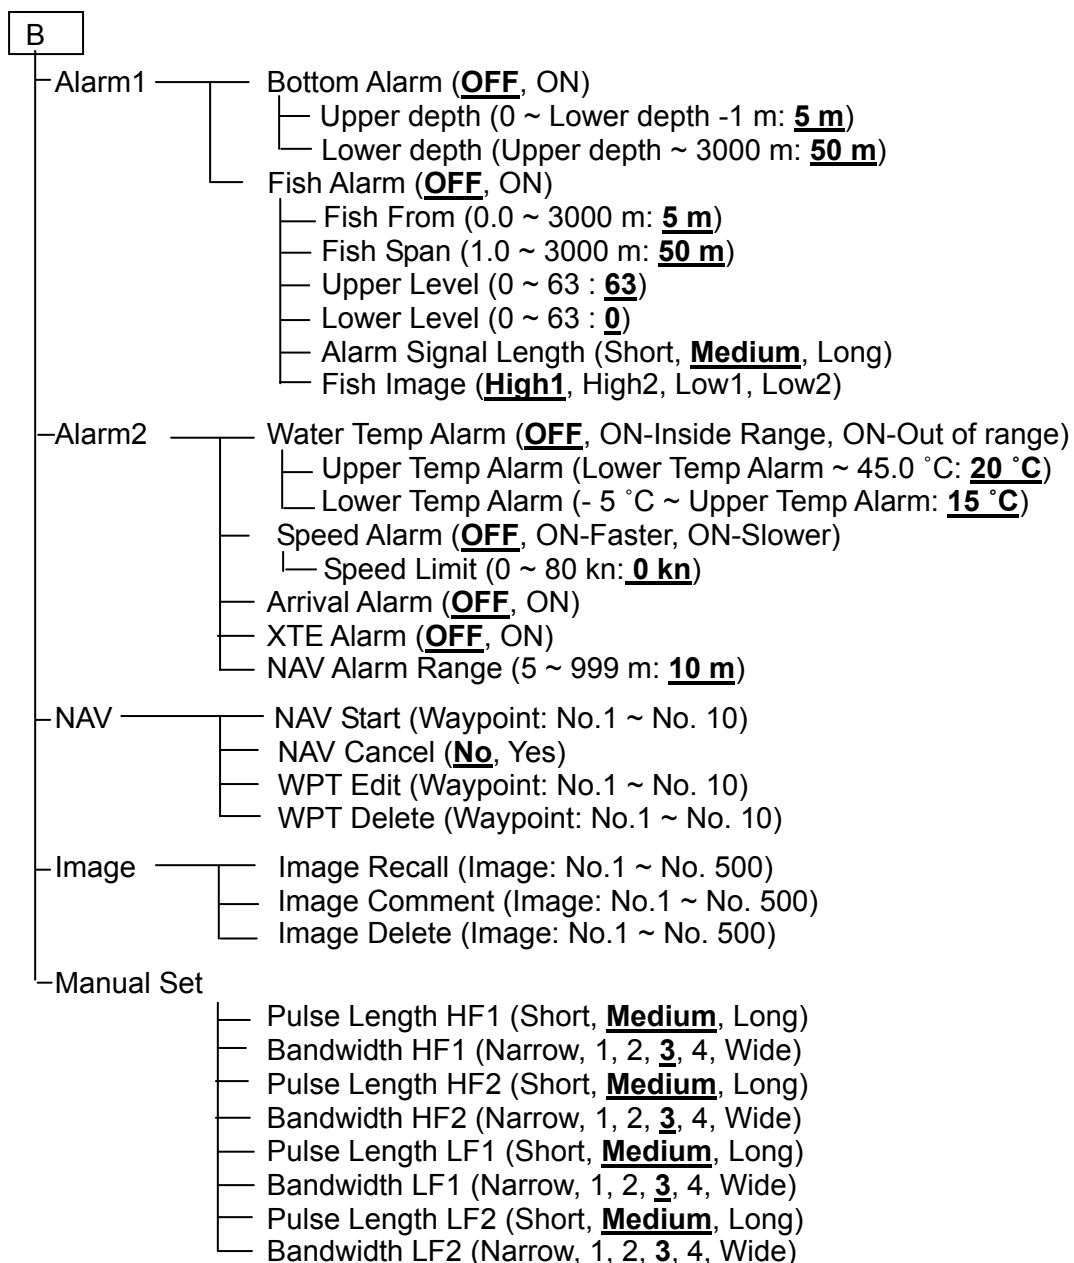 B
Alarm1
Bottom Alarm (OFF, ON)
Upper depth (0 ~ Lower depth -1 m: 5 m)
Lower depth (Upper depth ~ 3000 m: 50 m)
Fish Alarm (OFF, ON)
Fish From (0.0 ~ 3000 m: 5 m)
Fish Span (1.0 ~ 3000 m: 50 m)
Upper Level (0 ~ 63 : 63)
Lower Level (0 ~ 63 : 0)
Alarm Signal Length (Short, Medium, Long)
Fish Image (High1, High2, Low1, Low2)
Alarm2
Water Temp Alarm (OFF, ON-Inside Range, ON-Out of range)
Upper Temp Alarm (Lower Temp Alarm ~ 45.0 ˚C: 20 ˚C)
Lower Temp Alarm (- 5 ˚C ~ Upper Temp Alarm: 15 ˚C)
Speed Alarm (OFF, ON-Faster, ON-Slower)
Speed Limit (0 ~ 80 kn: 0 kn)
Arrival Alarm (OFF, ON)
XTE Alarm (OFF, ON)
NAV Alarm Range (5 ~ 999 m: 10 m)
NAV
NAV Start (Waypoint: No.1 ~ No. 10)
NAV Cancel (No, Yes)
WPT Edit (Waypoint: No.1 ~ No. 10)
WPT Delete (Waypoint: No.1 ~ No. 10)
Image
Image Recall (Image: No.1 ~ No. 500)
Image Comment (Image: No.1 ~ No. 500)
Image Delete (Image: No.1 ~ No. 500)
Manual Set
Pulse Length HF1 (Short, Medium, Long)
Bandwidth HF1 (Narrow, 1, 2, 3, 4, Wide)
Pulse Length HF2 (Short, Medium, Long)
Bandwidth HF2 (Narrow, 1, 2, 3, 4, Wide)
Pulse Length LF1 (Short, Medium, Long)
Bandwidth LF1 (Narrow, 1, 2, 3, 4, Wide)
Pulse Length LF2 (Short, Medium, Long)
Bandwidth LF2 (Narrow, 1, 2, 3, 4, Wide)